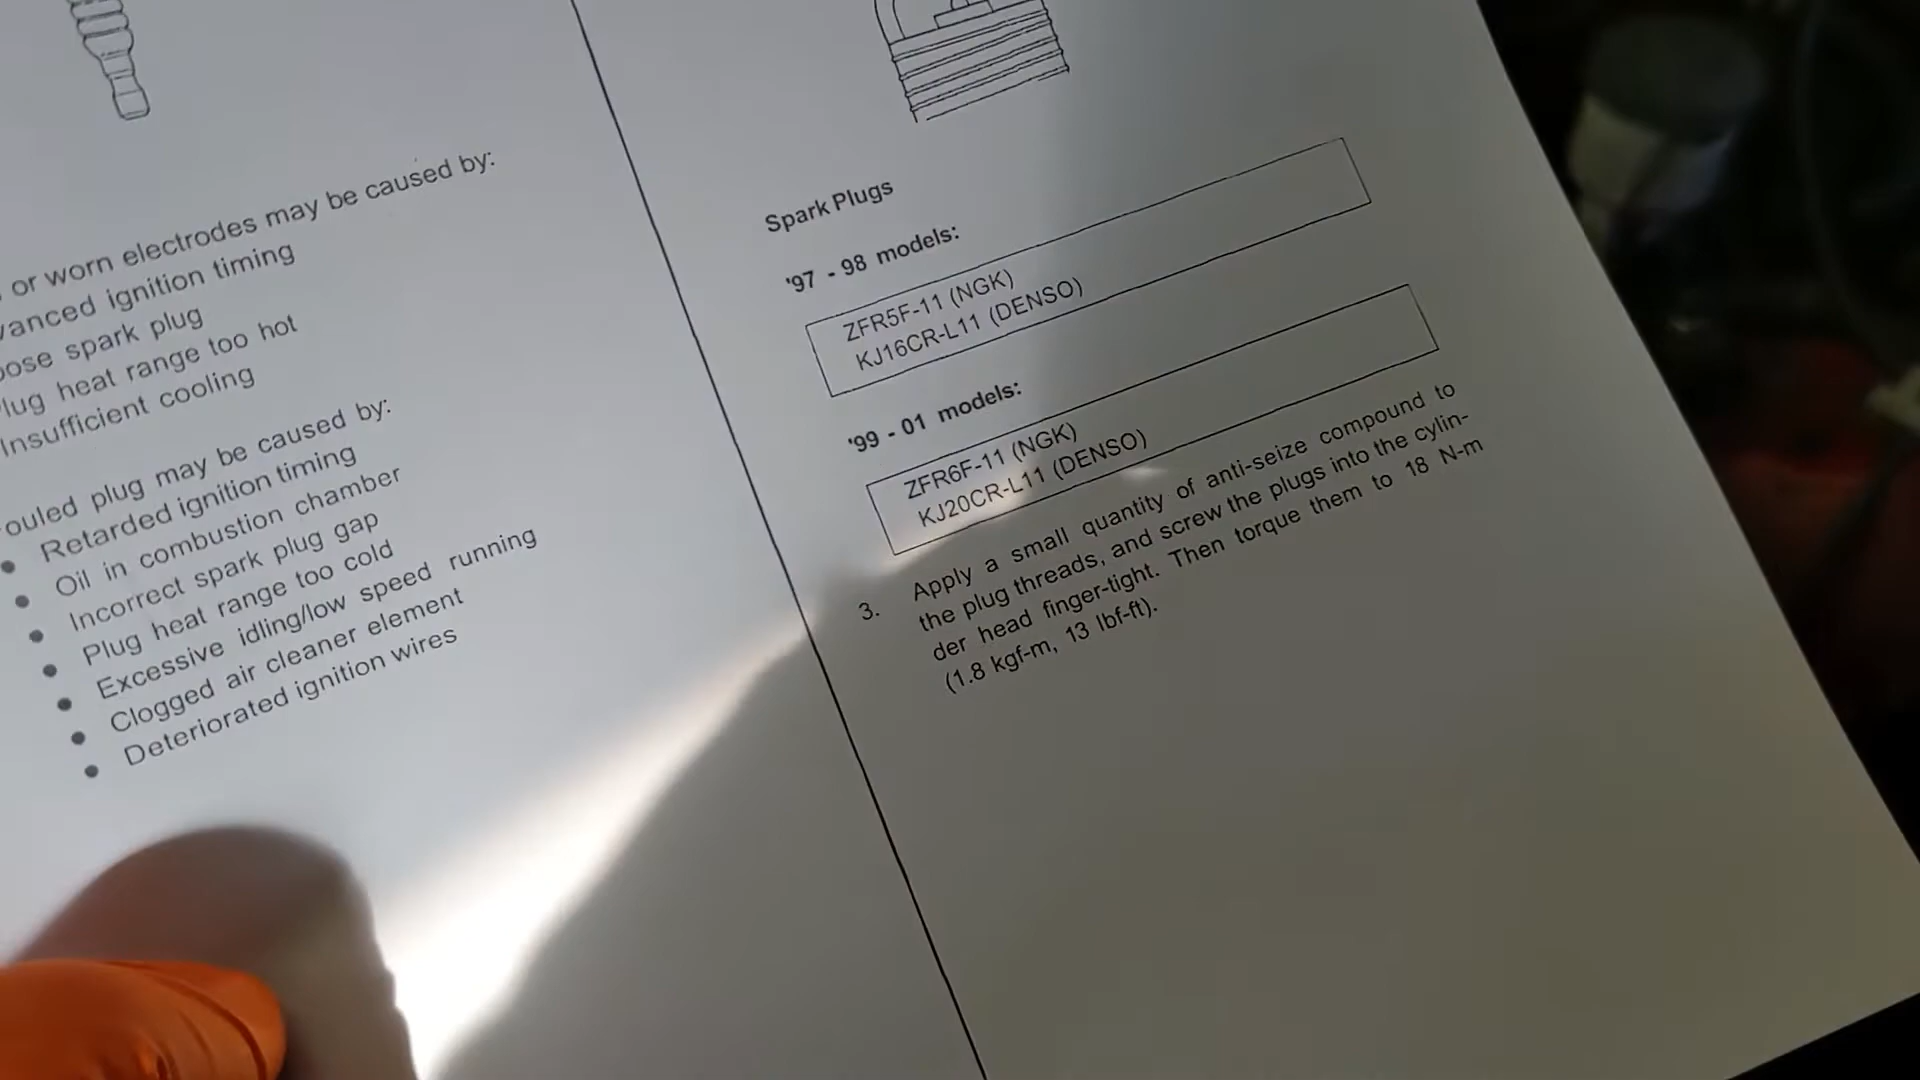 or worn electrodes may be caused by:
ignition timing
spark plug
heat range too hot
Insufficient cooling
plug may be caused by:
• Retarded ignition timing
• Oil in combustion chamber
• Incorrect spark plug gap
• Plug heat range too cold
• Excessive idling/low speed running
• Clogged air cleaner element
• Deteriorated ignition wires
Spark Plugs
'97 - 98 models:
ZFR5F-11 (NGK)
KJ16CR-L11 (DENSO)
'99 - 01 models:
ZFR6F-11 (NGK)
KJ20CR-L11 (DENSO)
3. Apply a small quantity of anti-seize compound to
the plug threads, and screw the plugs into the cylin-
der head finger-tight. Then torque them to 18 N-m
(1.8 kgf-m, 13 lbf-ft).